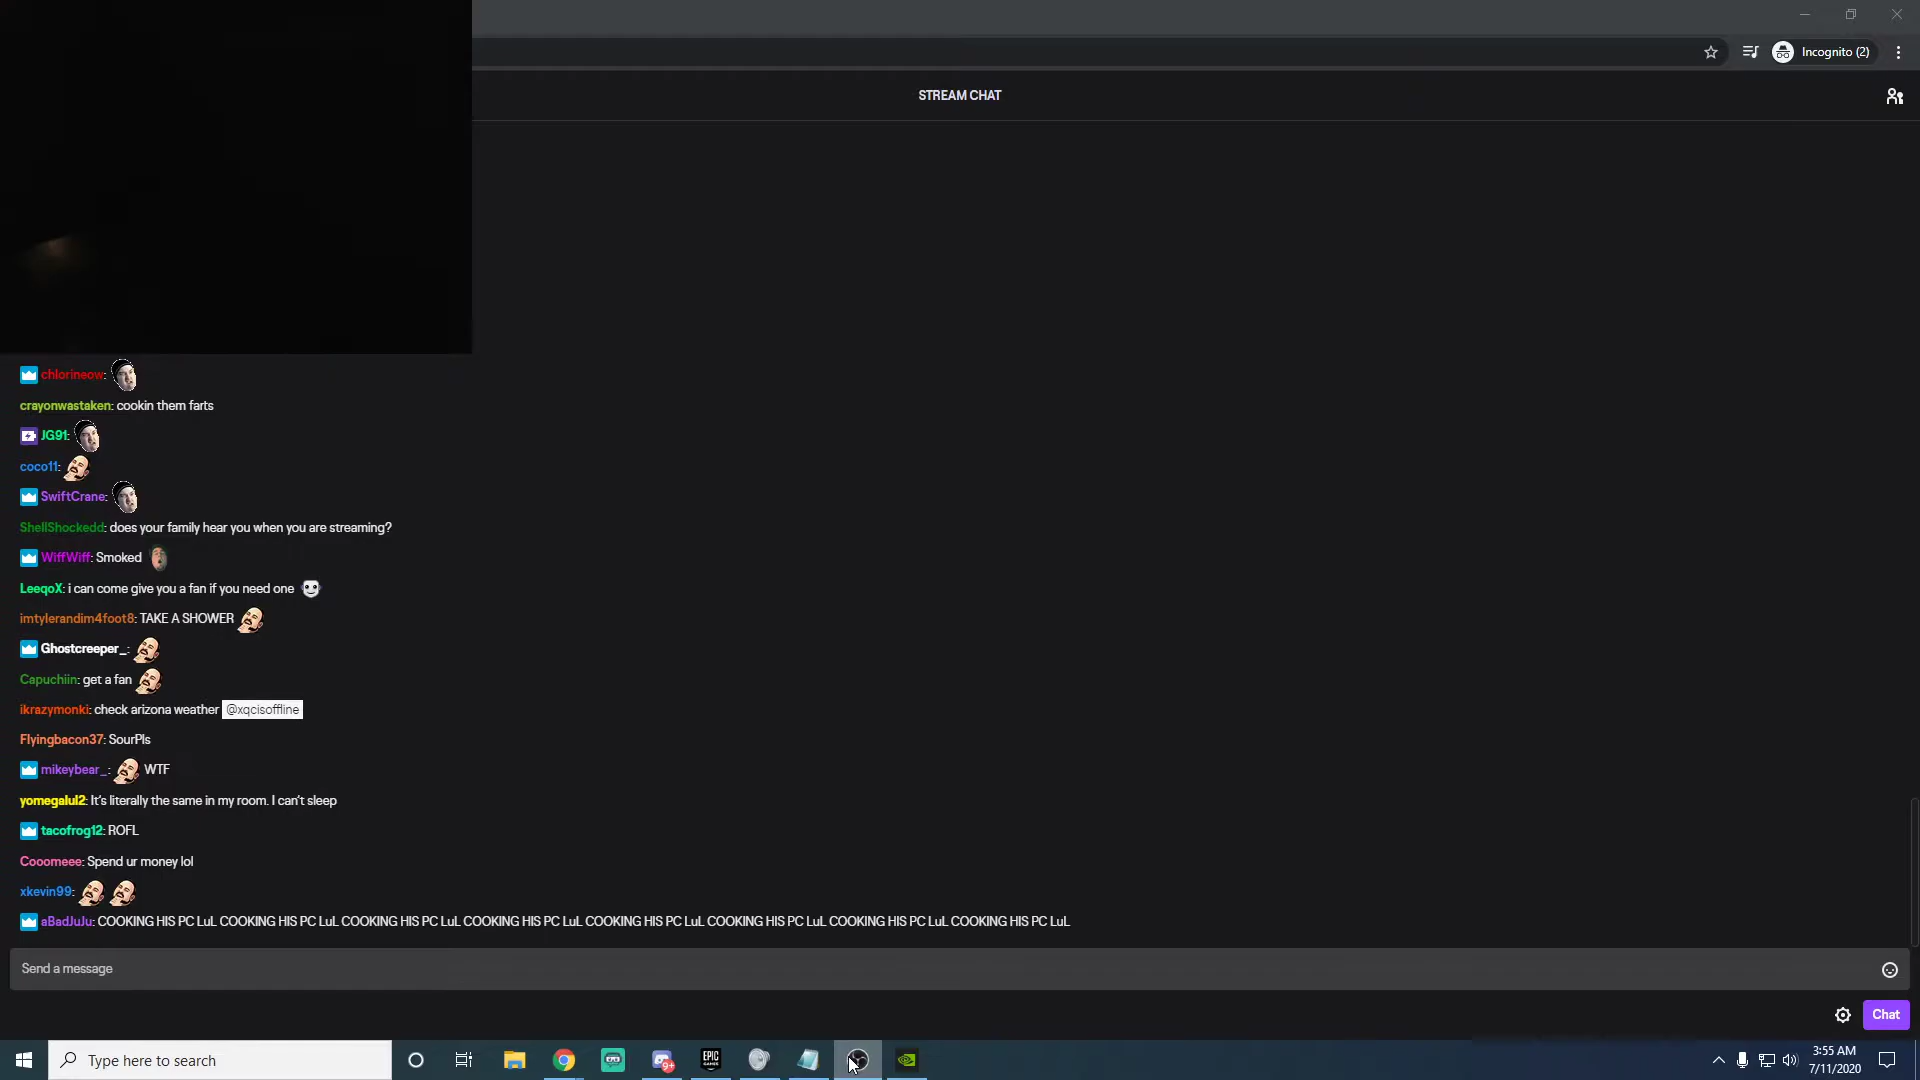 Incognito (2)
STREAM CHAT
chlorineow:
crayonwastaken: cookin them farts
JG91:
coco11:
SwiftCrane:
ShellShockedd: does your family hear you when you are streaming?
WiffWiff: Smoked
LeeqoX: i can come give you a fan if you need one
imtylerandim4foot8: TAKE A SHOWER
Ghostcreeper_:
Capuchiin: get a fan
ikrazymonki: check arizona weather @xqcisoffline
Flyingbacon37: SourPls
mikeybear_: WTF
yomegalul2: It's literally the same in my room. I can't sleep
tacofrog12: ROFL
Cooomeee: Spend ur money lol
xkevin99:
aBadJuJu: COOKING HIS PC LuL COOKING HIS PC LuL COOKING HIS PC LuL COOKING HIS PC LuL COOKING HIS PC LuL COOKING HIS PC LuL COOKING HIS PC LuL COOKING HIS PC LuL
Send a message
Chat
Type here to search
9+
EPIC
GAMES
3:55 AM
7/11/2020